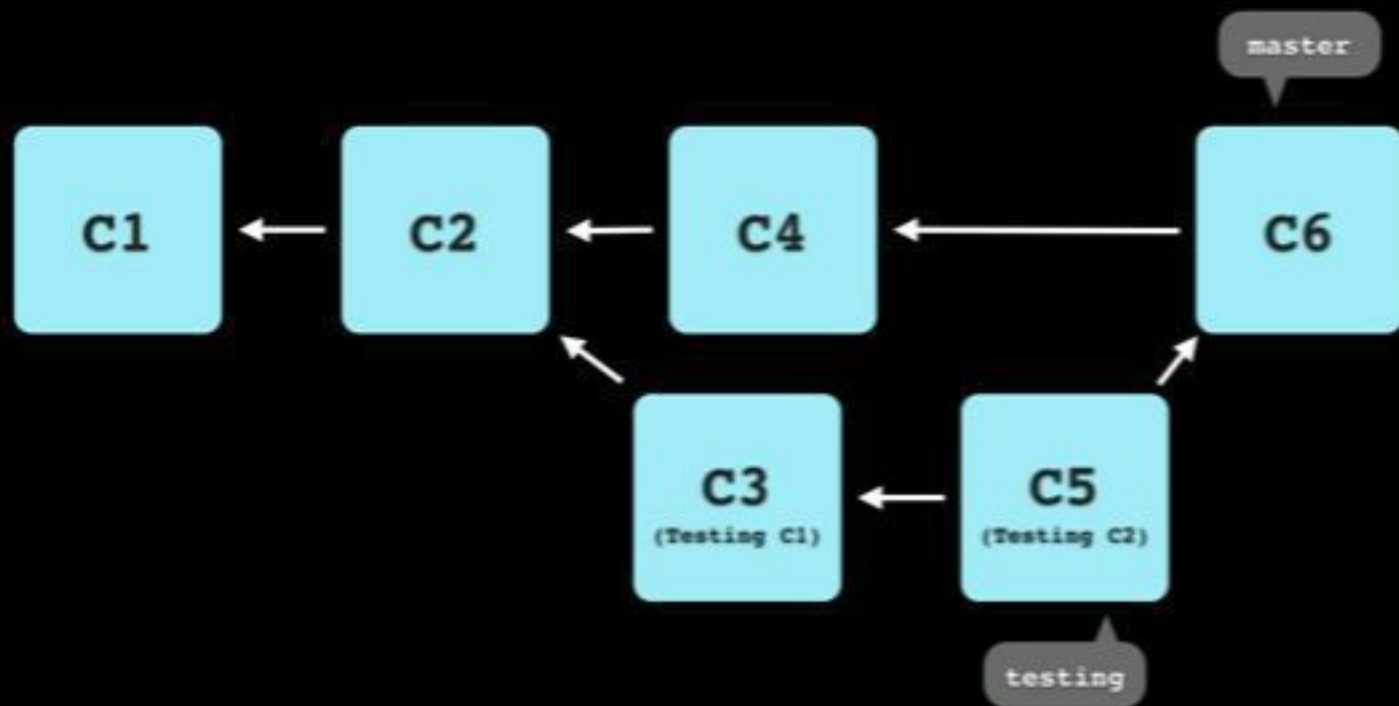 master
C1
C2
C4
C6
C3
(Testing C1)
C5
(Testing C2)
testing